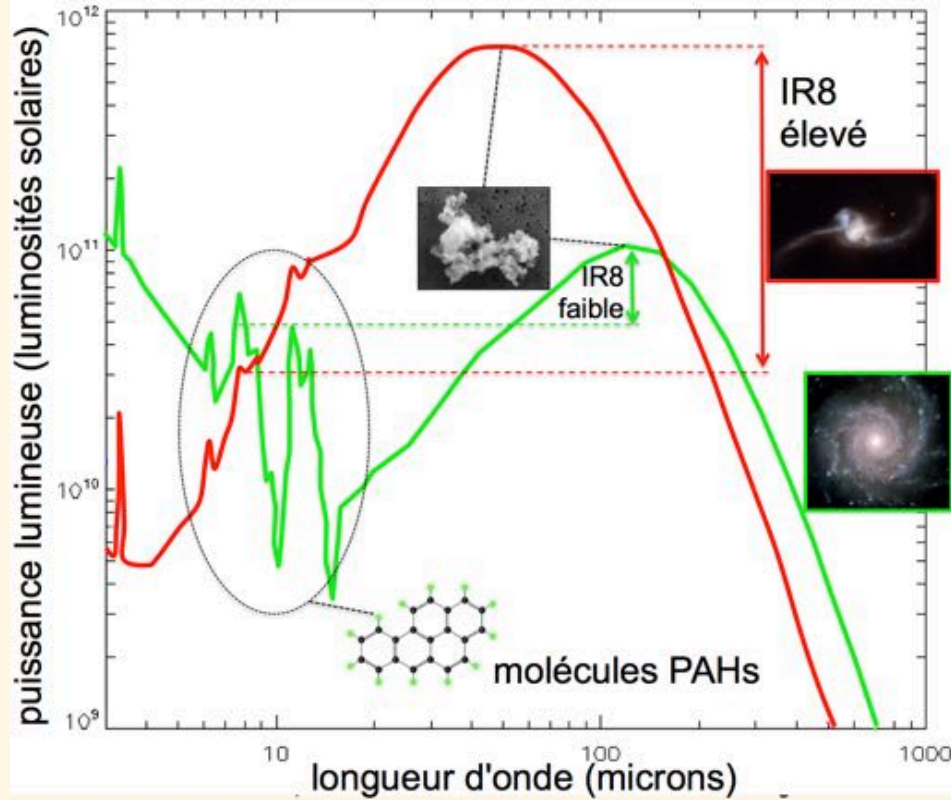 puissance lumineuse (luminosités solaires)
10¹²
10¹¹
10¹⁰
10⁹
IR8
élevé
IR8
faible
molécules PAHs
10
100
1000
longueur d'onde (microns)